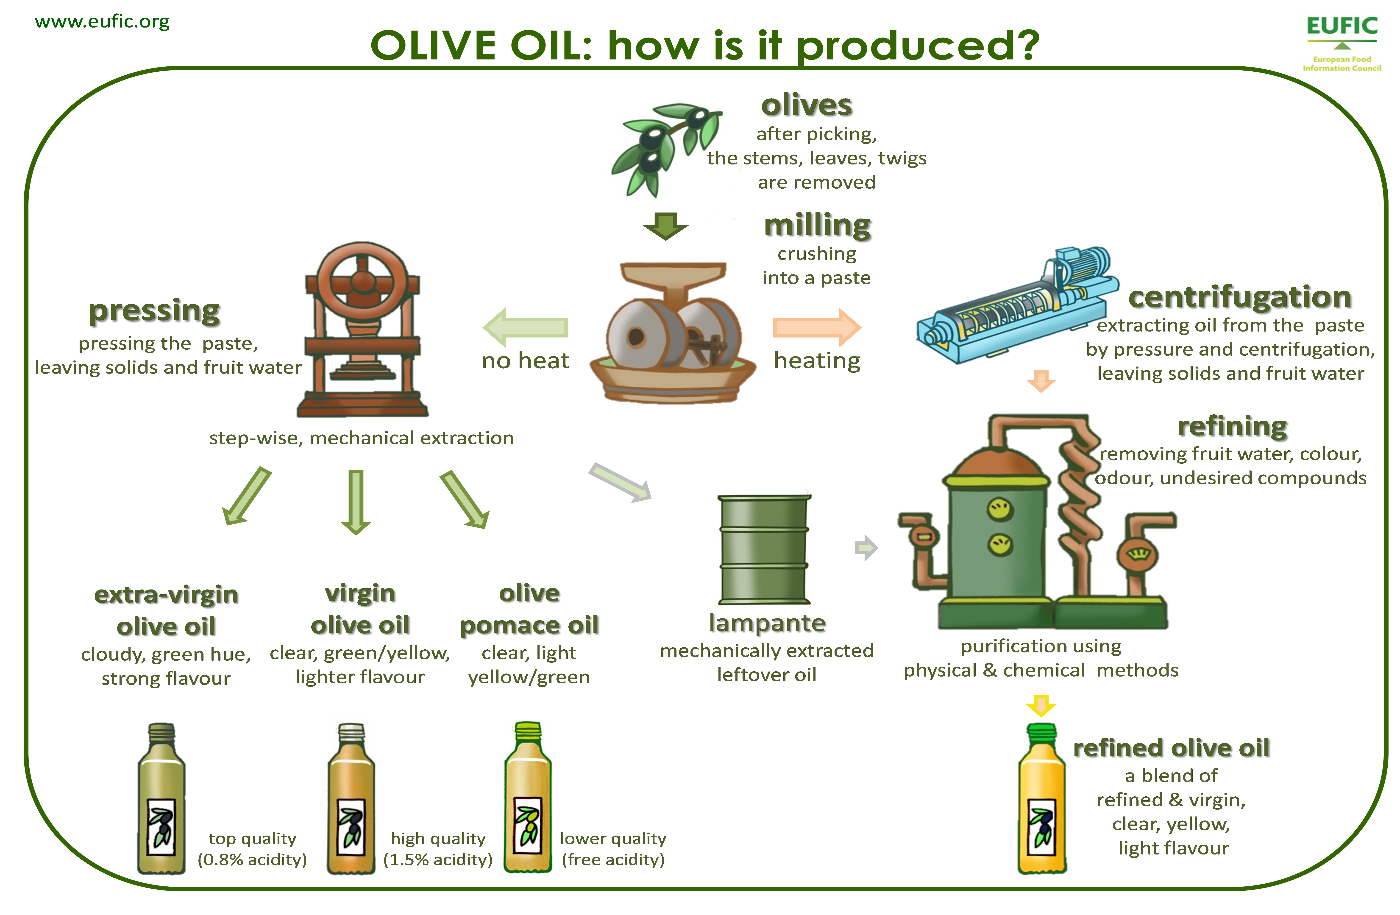 www.eufic.org
OLIVE OIL: how is it produced?
EUFIC
European Food
Information Council
olives
after picking,
the stems, leaves, twigs
are removed
milling
crushing
into a paste
pressing
pressing the paste,
leaving solids and fruit water
no heat
heating
centrifugation
extracting oil from the paste
by pressure and centrifugation,
leaving solids and fruit water
step-wise, mechanical extraction
refining
removing fruit water, colour,
odour, undesired compounds
extra-virgin
olive oil
cloudy, green hue,
strong flavour
virgin
olive oil
clear, green/yellow,
lighter flavour
olive
pomace oil
clear, light
yellow/green
lampante
mechanically extracted
leftover oil
purification using
physical & chemical methods
top quality
(0.8% acidity)
high quality
(1.5% acidity)
lower quality
(free acidity)
refined olive oil
a blend of
refined & virgin,
clear, yellow,
light flavour